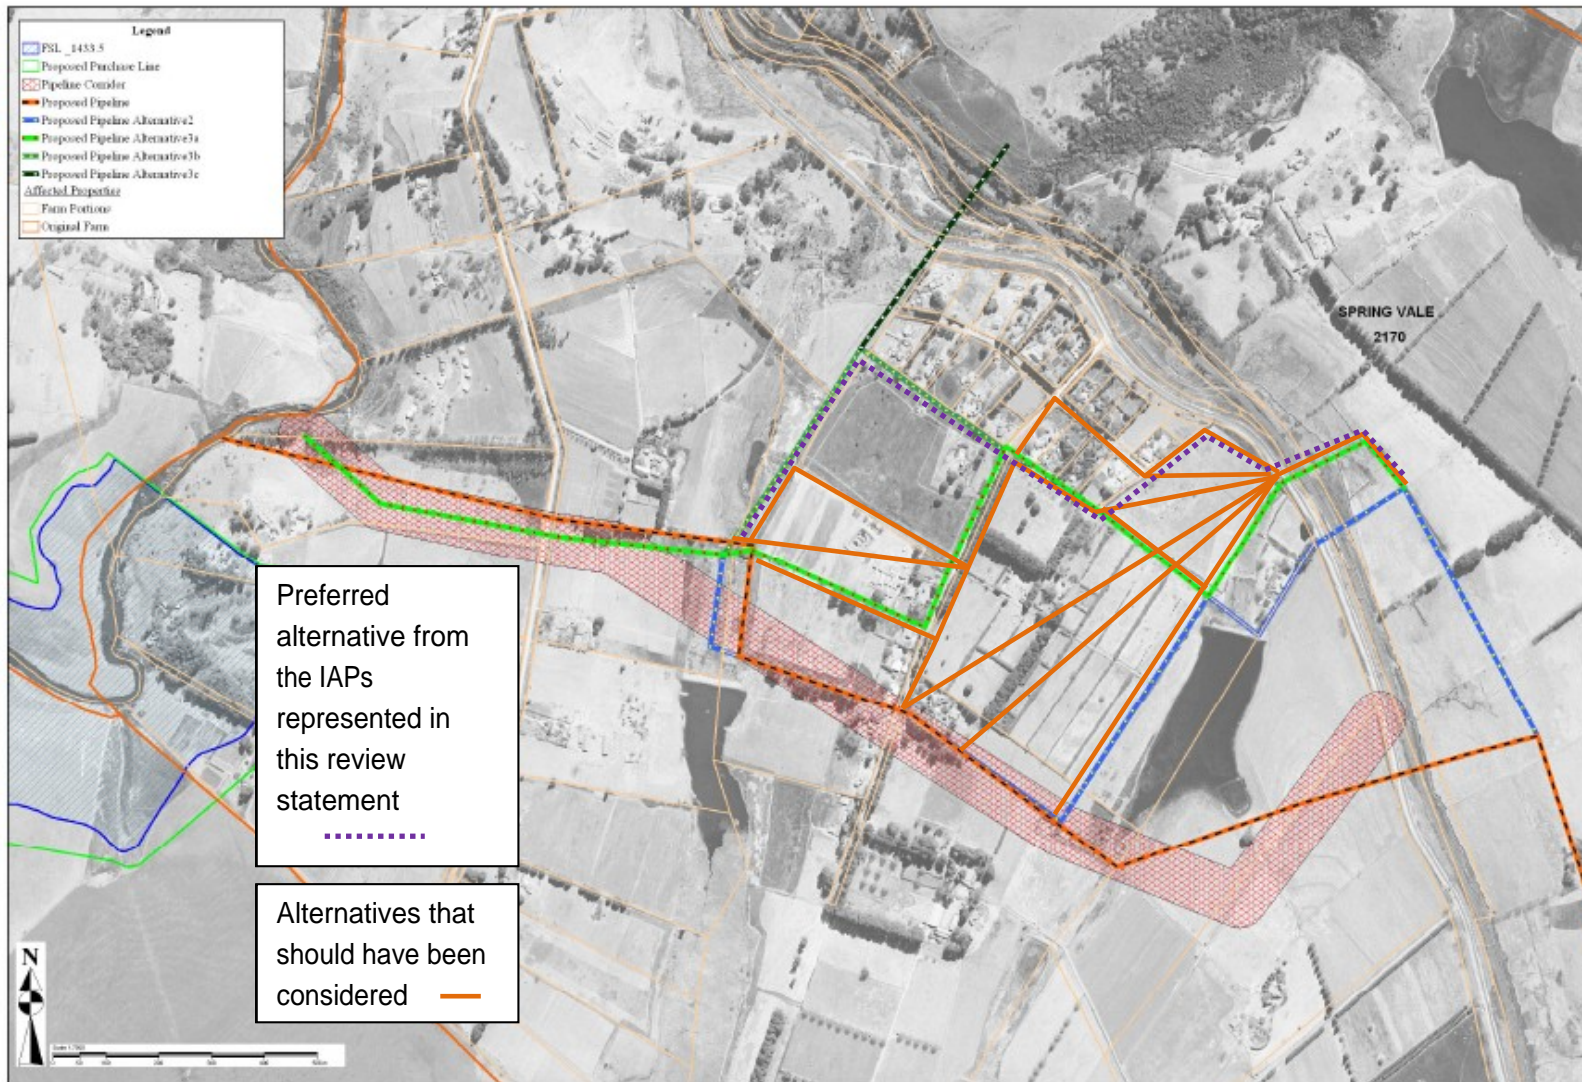 Legend
FSL_1433.5
Proposed Purchase Line
Pipeline Corridor
Proposed Pipeline
Proposed Pipeline Alternative2
Proposed Pipeline Alternative3a
Proposed Pipeline Alternative3b
Proposed Pipeline Alternative3c
Affected Properties
Farm Portions
Original Farm
SPRING VALE
2170
Preferred
alternative from
the IAPs
represented in
this review
statement
Alternatives that
should have been
considered
N